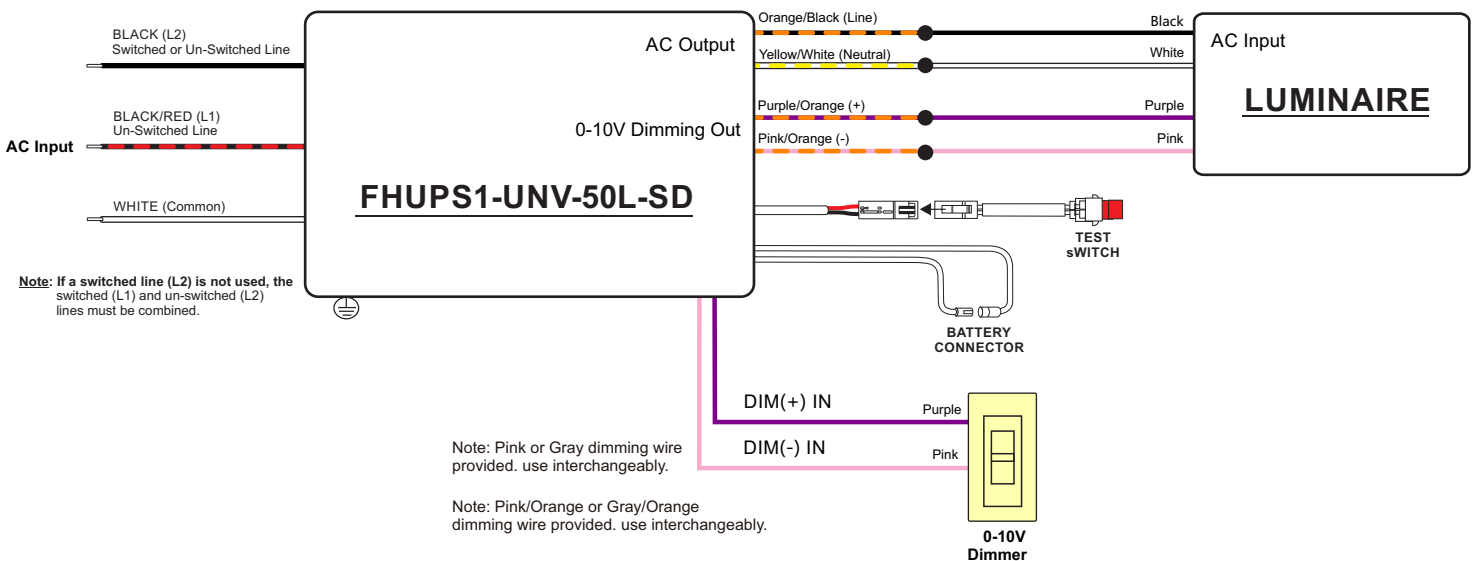 BLACK (L2)
Switched or Un-Switched Line
BLACK/RED (L1)
Un-Switched Line
AC Input
WHITE (Common)
Note: If a switched line (L2) is not used, the
switched (L1) and un-switched (L2)
lines must be combined.
AC Output
0-10V Dimming Out
FHUPS1-UNV-50L-SD
Orange/Black (Line)
Yellow/White (Neutral)
Purple/Orange (+)
Pink/Orange (-)
Black
White
Purple
Pink
AC Input
LUMINAIRE
TEST
sWITCH
BATTERY
CONNECTOR
DIM(+) IN
Purple
DIM(-) IN
Pink
Note: Pink or Gray dimming wire
provided. use interchangeably.
Note: Pink/Orange or Gray/Orange
dimming wire provided. use interchangeably.
0-10V
Dimmer